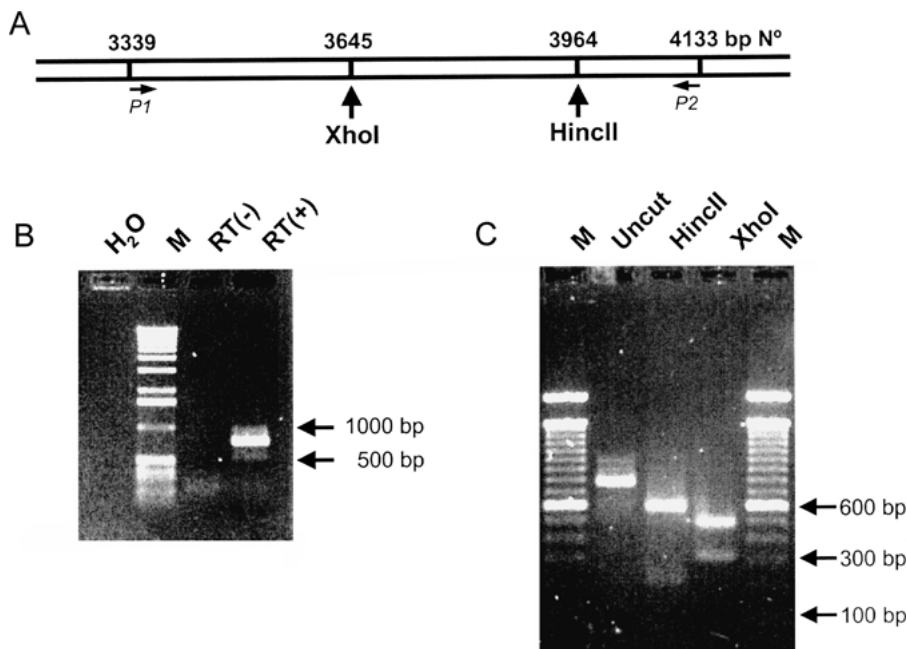 A
3339 3645 3964 4133 bp Nº
P1 P2
XhoI HincII
B
H₂O M RT(-) RT(+)
1000 bp
500 bp
C
M Uncut HincII XhoI M
600 bp
300 bp
100 bp